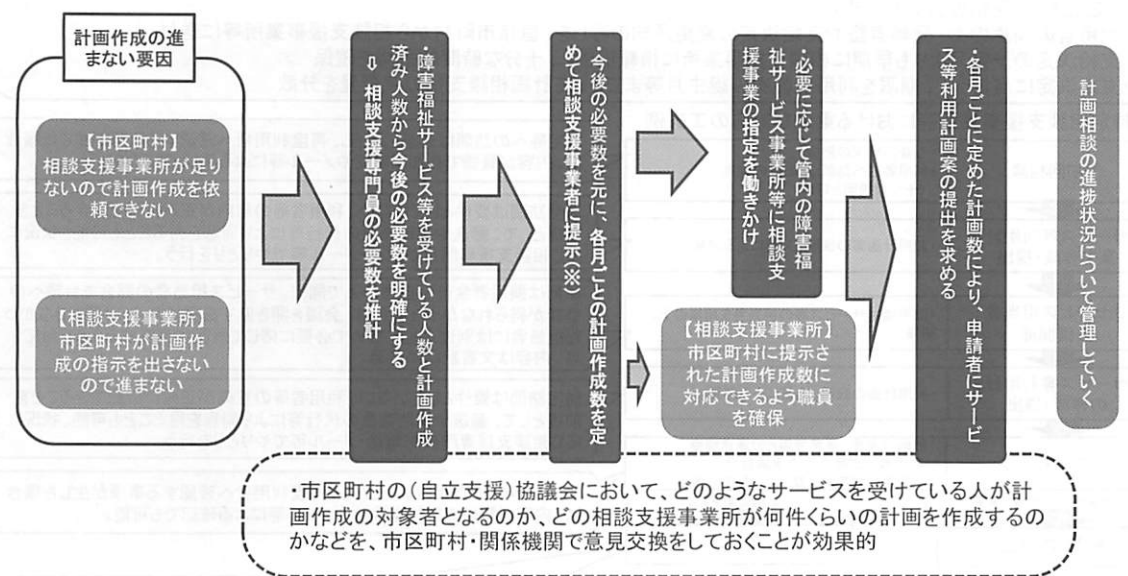 計画作成の進
まない要因
【市区町村】
相談支援事業所が足り
ないので計画作成を依
頼できない
【相談支援事業所】
市区町村が計画作
成の指示を出さない
ので進まない
・障害福祉サービス等を受けている人数と計画作成
済み人数から今後の必要数を明確にする
⇩ 相談支援専門員の必要数を推計
・今後の必要数を元に、各月ごとの計画作成数を定
めて相談支援事業者に提示(※)
・必要に応じて管内の障害福
祉サービス事業所等に相談支
援事業の指定を働きかけ
【相談支援事業所】
市区町村に提示さ
れた計画作成数に
対応できるよう職員
を確保
・各月ごとに定めた計画数により、申請者にサービ
ス等利用計画案の提出を求める
計画相談の進捗状況について管理していく
・市区町村の(自立支援)協議会において、どのようなサービスを受けている人が計
画作成の対象者となるのか、どの相談支援事業所が何件くらいの計画を作成するの
かなどを、市区町村・関係機関で意見交換をしておくことが効果的